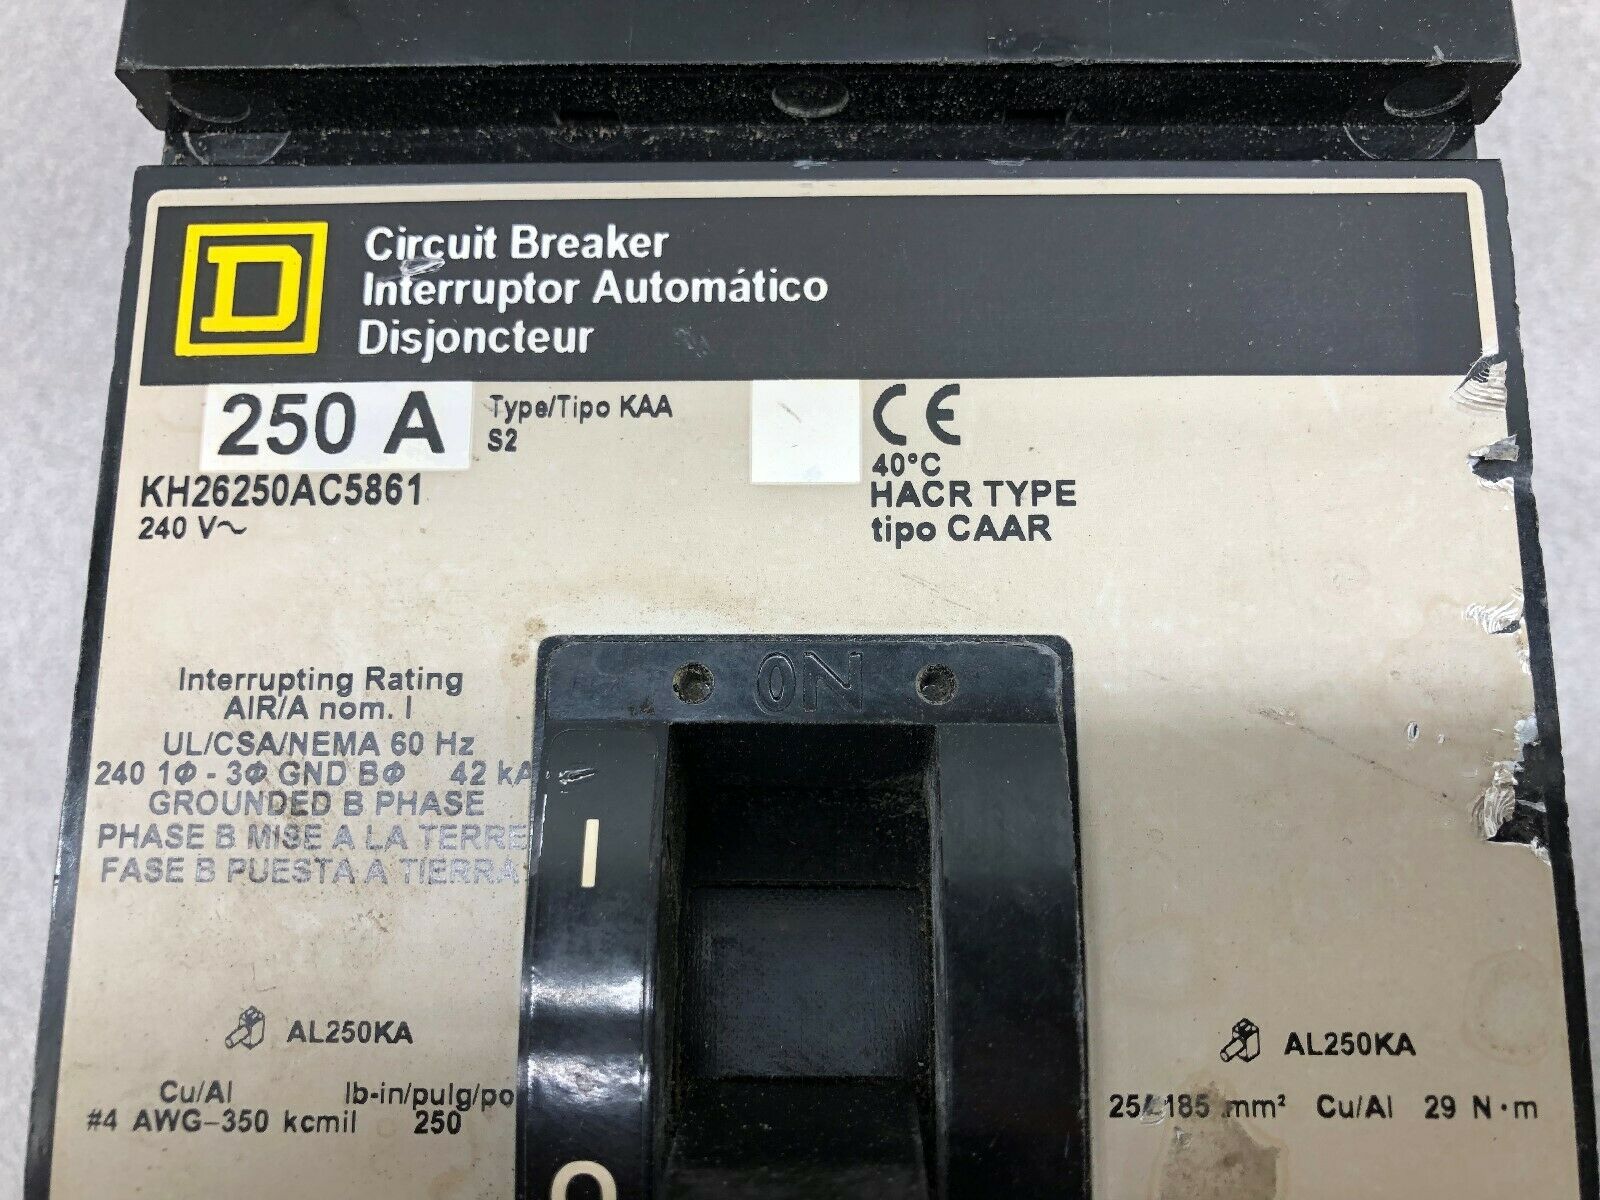 D
Circuit Breaker
Interruptor Automático
Disjoncteur
250 A
Type/Tipo KAA
S2
KH26250AC5861
240 V~
CE
40°C
HACR TYPE
tipo CAAR
Interrupting Rating
AIR/A nom. I
UL/CSA/NEMA 60 Hz
240 1Φ - 3Φ GND BΦ 42 kA
GROUNDED B PHASE
PHASE B MISE A LA TERRE
FASE B PUESTA A TIERRA
ON
I
O
AL250KA
Cu/Al lb-in/pulg/po
#4 AWG–350 kcmil 250
AL250KA
25 185 mm² Cu/Al 29 N·m